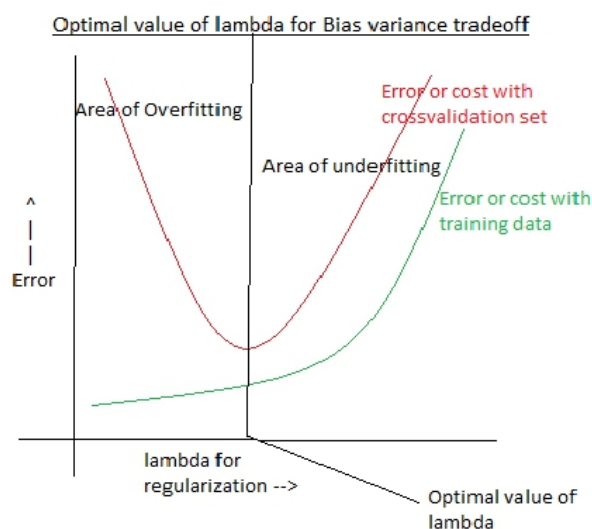 Optimal value of lambda for Bias variance tradeoff
Area of Overfitting
Error or cost with
crossvalidation set
Area of underfitting
Error or cost with
training data
^
|
|
Error
lambda for
regularization -->
Optimal value of
lambda